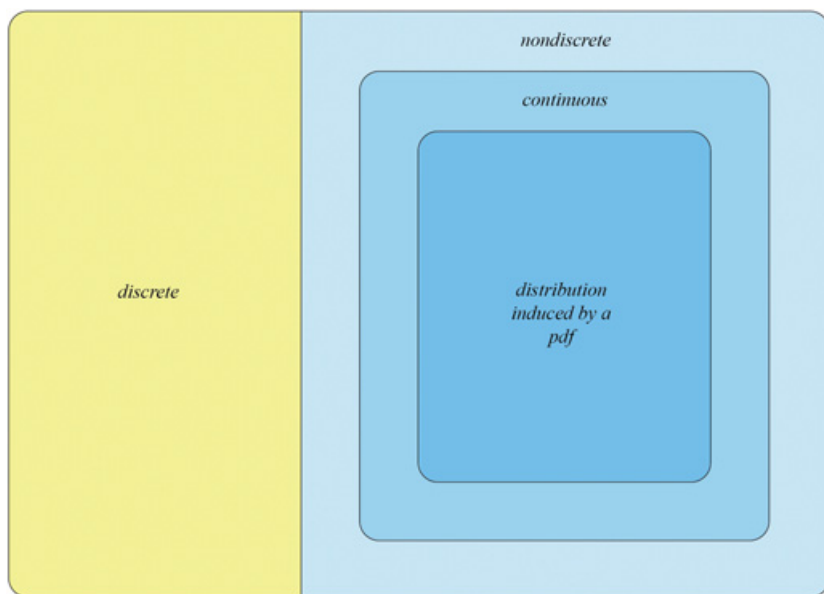 nondiscrete
continuous
discrete
distribution
induced by a
pdf